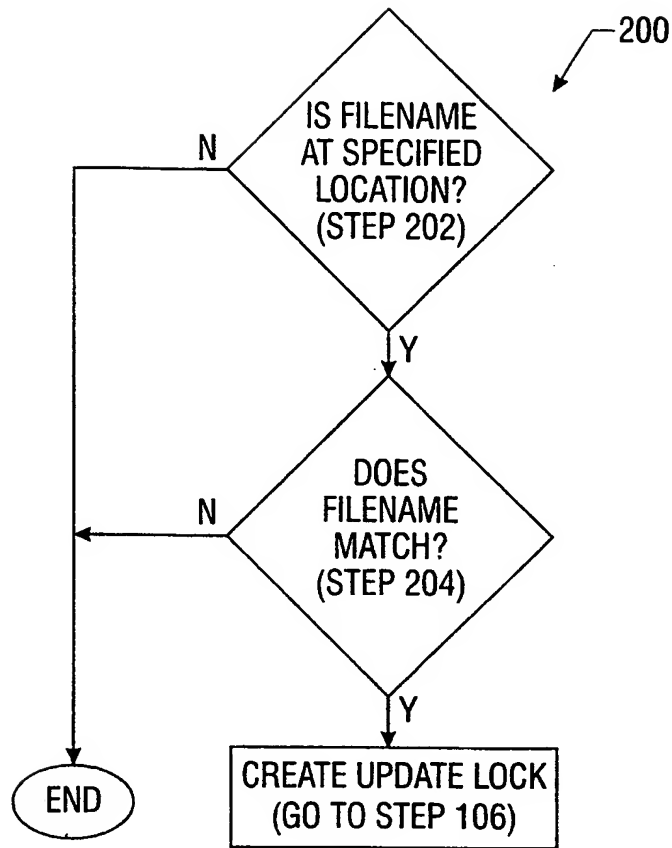 200
IS FILENAME
AT SPECIFIED
LOCATION?
(STEP 202)
N
Y
DOES
FILENAME
MATCH?
(STEP 204)
N
Y
CREATE UPDATE LOCK
(GO TO STEP 106)
END